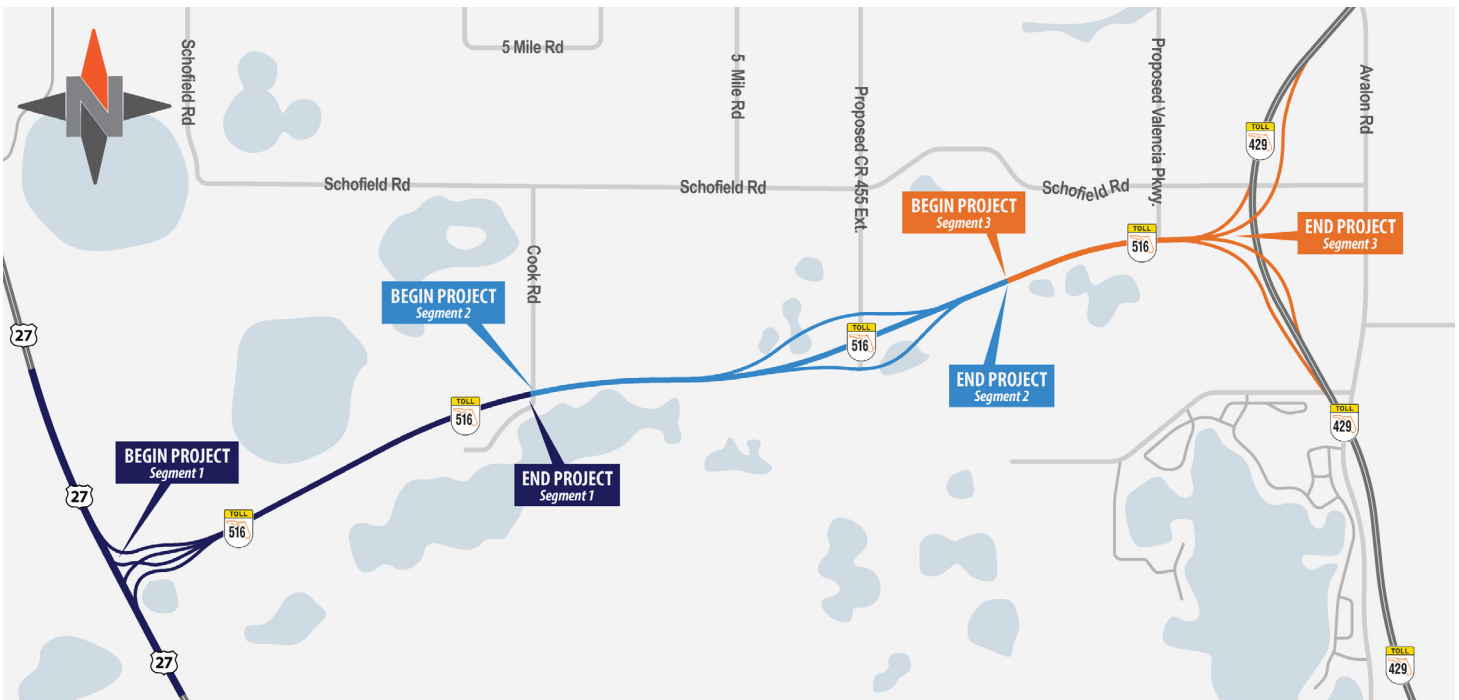 N
Schofield Rd
5 Mile Rd
5 Mile Rd
Proposed CR 455 Ext.
Proposed Valencia Pkwy.
Avalon Rd
TOLL
429
Schofield Rd
Schofield Rd
Schofield Rd
BEGIN PROJECT
Segment 3
TOLL
516
END PROJECT
Segment 3
Cook Rd
BEGIN PROJECT
Segment 2
27
TOLL
516
END PROJECT
Segment 2
TOLL
516
TOLL
429
BEGIN PROJECT
Segment 1
END PROJECT
Segment 1
27
TOLL
516
27
TOLL
429